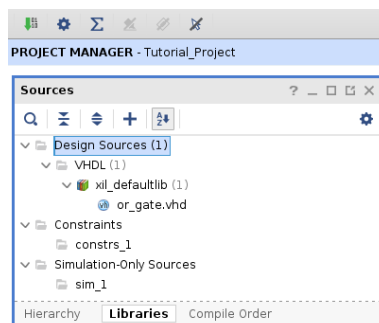 PROJECT MANAGER - Tutorial_Project
Sources
Design Sources (1)
VHDL (1)
xil_defaultlib (1)
or_gate.vhd
Constraints
constrs_1
Simulation-Only Sources
sim_1
Hierarchy Libraries Compile Order